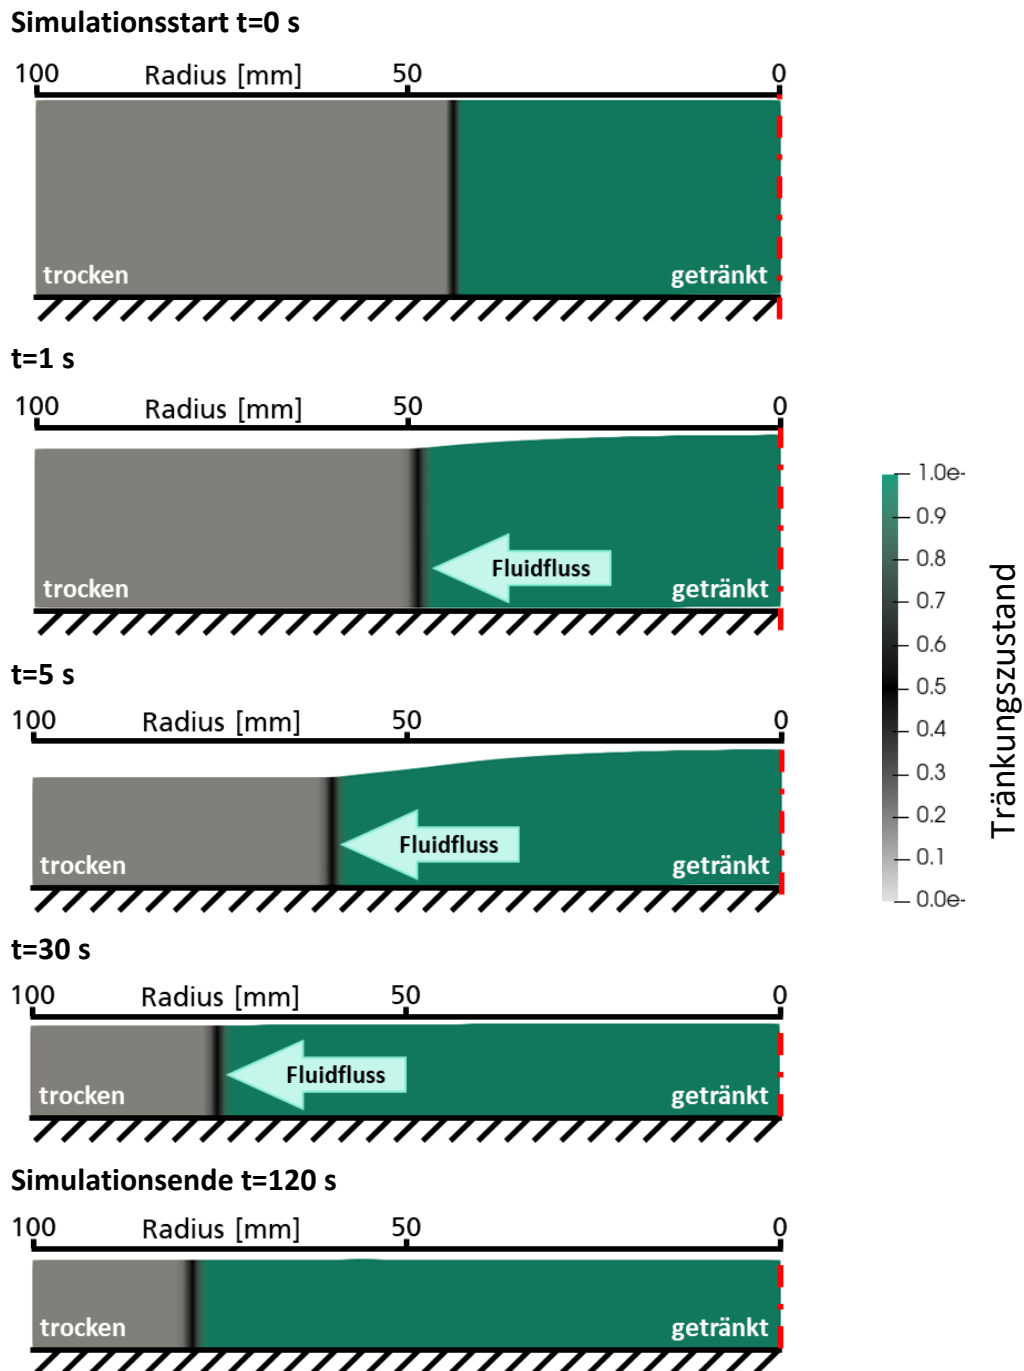 Simulationsstart t=0 s
100 Radius [mm] 50 0
trocken getränkt
t=1 s
100 Radius [mm] 50 0
Fluidfluss
trocken getränkt
t=5 s
100 Radius [mm] 50 0
Fluidfluss
trocken getränkt
t=30 s
100 Radius [mm] 50 0
Fluidfluss
trocken getränkt
Simulationsende t=120 s
100 Radius [mm] 50 0
trocken getränkt
1.0e-
0.9
0.8
0.7
0.6
0.5
0.4
0.3
0.2
0.1
0.0e-
Tränkungszustand